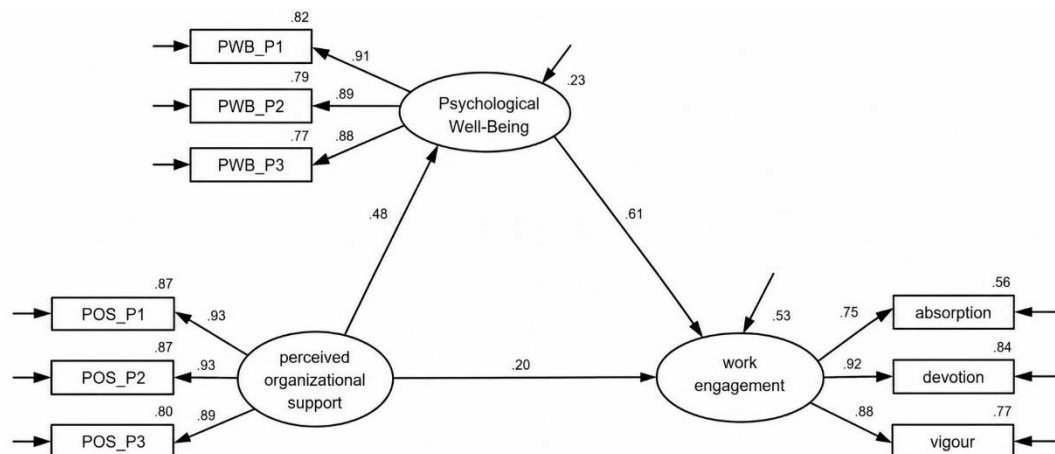 .82
PWB_P1
.91
.79
PWB_P2
.89
.77
PWB_P3
.88
Psychological
Well-Being
.23
.48
.61
.87
POS_P1
.93
.87
POS_P2
.93
.80
POS_P3
.89
perceived
organizational
support
.20
work
engagement
.53
.56
absorption
.75
.84
devotion
.92
.77
vigour
.88